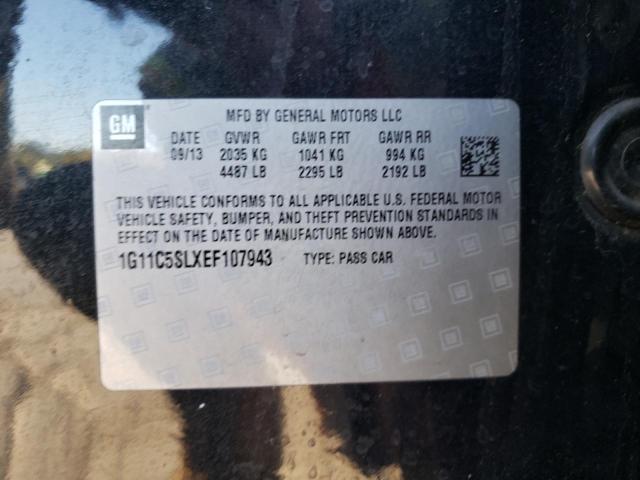 GM
MFD BY GENERAL MOTORS LLC
DATE GVWR GAWR FRT GAWR RR
09/13 2035 KG 1041 KG 994 KG
4487 LB 2295 LB 2192 LB
THIS VEHICLE CONFORMS TO ALL APPLICABLE U.S. FEDERAL MOTOR
VEHICLE SAFETY, BUMPER, AND THEFT PREVENTION STANDARDS IN
EFFECT ON THE DATE OF MANUFACTURE SHOWN ABOVE.
1G11C5SLXEF107943 TYPE: PASS CAR